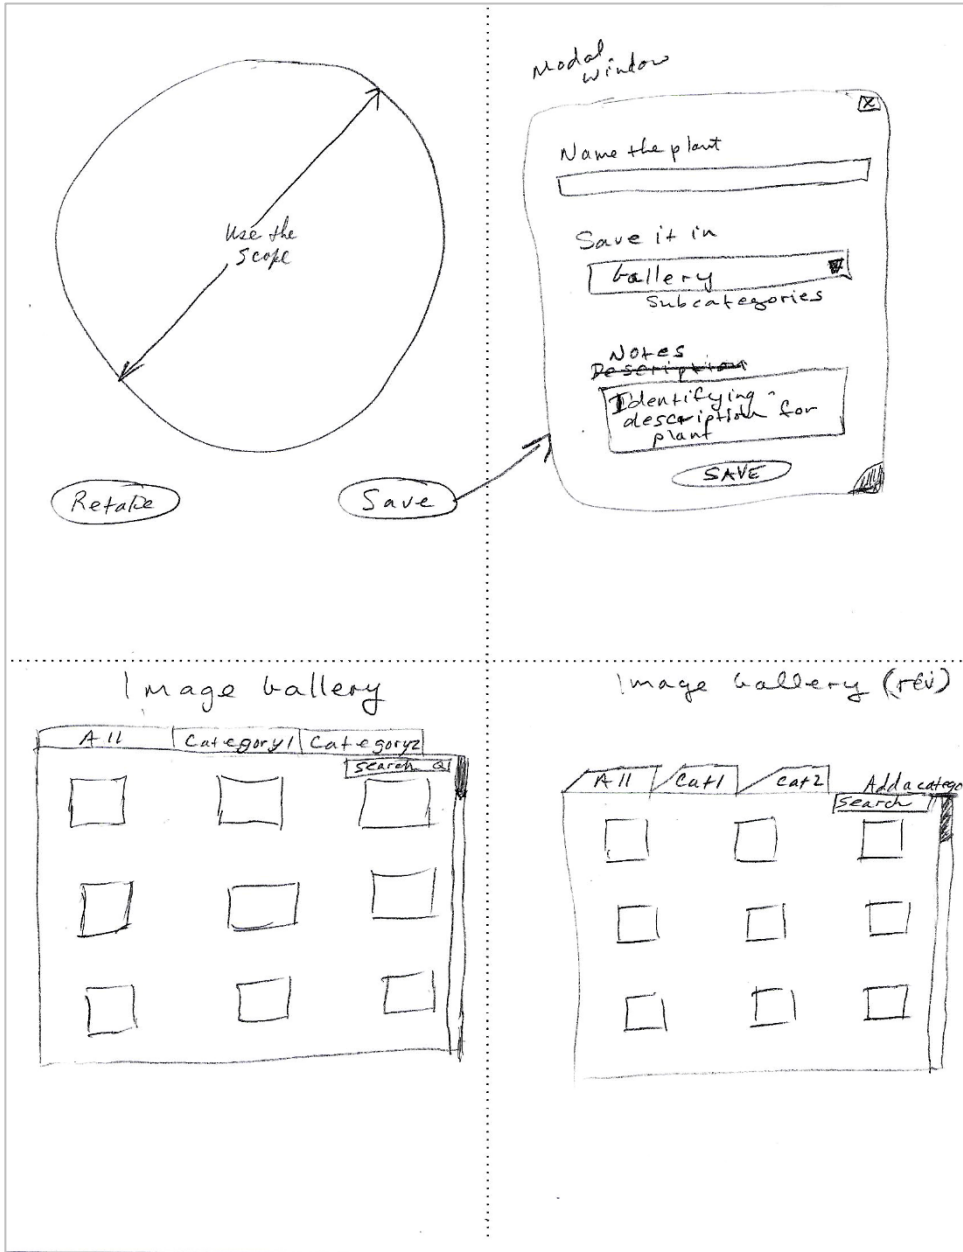 Use the
Scope
Retake
Save
Modal
window
X
Name the plant
Save it in
Gallery
Subcategories
Notes
Description
Identifying
description for
plant
SAVE
Image Gallery
All Category1 Category2
Search
Image Gallery (rev)
All Cat1 Cat2 Add a catego
Search